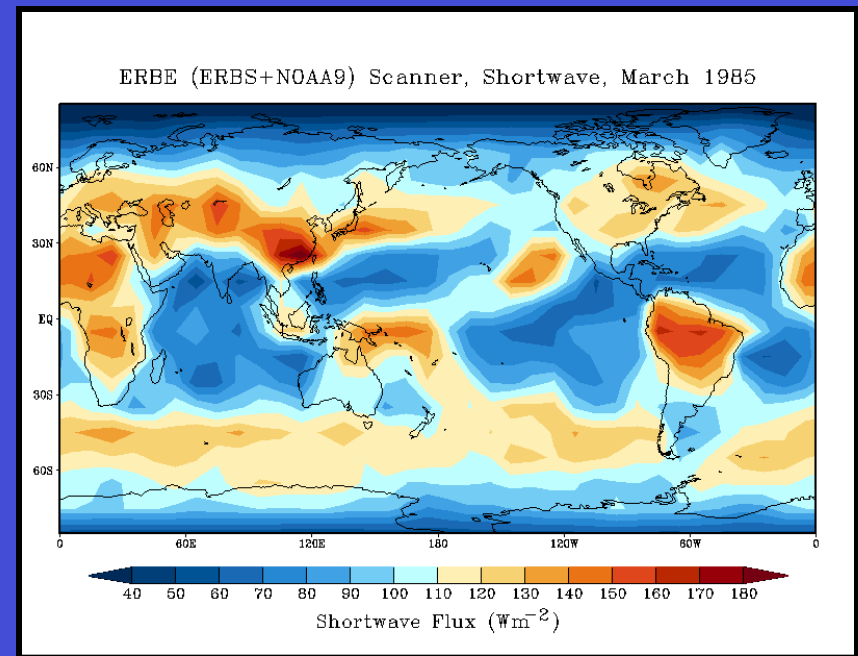 ERBE (ERBS+NOAA9) Scanner, Shortwave, March 1985
60N
30N
EQ
30S
60S
0 60E 120E 180 120W 60W 0
40 50 60 70 80 90 100 110 120 130 140 150 160 170 180
Shortwave Flux (Wm⁻²)